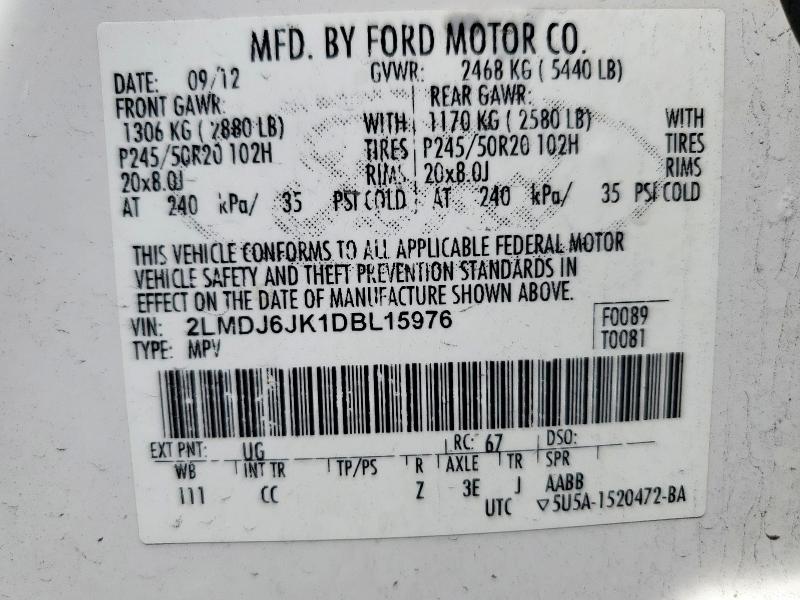 MFD. BY FORD MOTOR CO.
DATE: 09/12 GVWR: 2468 KG ( 5440 LB)
FRONT GAWR: REAR GAWR:
1306 KG ( 2880 LB) WITH 1170 KG ( 2580 LB) WITH
P245/50R20 102H TIRES P245/50R20 102H TIRES
20x8.0J RIMS 20x8.0J RIMS
AT 240 kPa/ 35 PSI COLD AT 240 kPa/ 35 PSI COLD
THIS VEHICLE CONFORMS TO ALL APPLICABLE FEDERAL MOTOR
VEHICLE SAFETY AND THEFT PREVENTION STANDARDS IN
EFFECT ON THE DATE OF MANUFACTURE SHOWN ABOVE.
VIN: 2LMDJ6JK1DBL15976 F0089
TYPE: MPV T0081
EXT PNT: UG RC: 67 DSO:
WB INT TR TP/PS R AXLE TR SPR
111 CC Z 3E J AABB
UTC ▽5U5A-1520472-BA